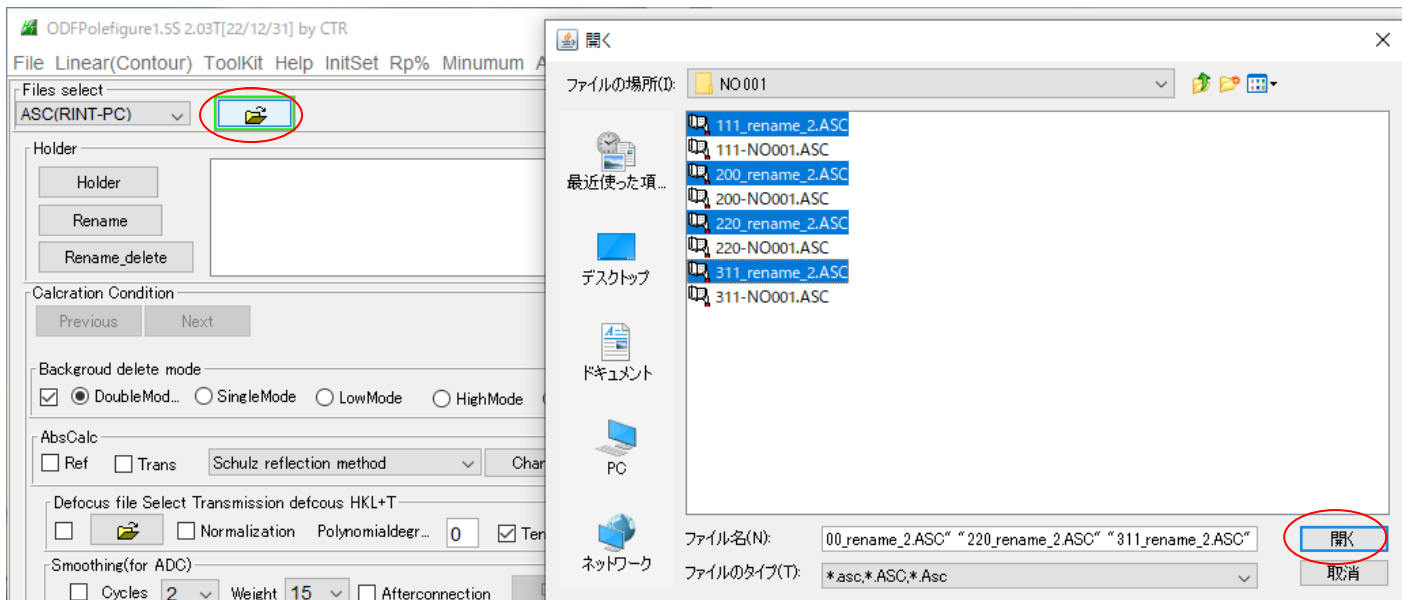 ODFPolefigure1.5S 2.03T[22/12/31] by CTR
File Linear(Contour) ToolKit Help InitSet Rp% Minumum A
Files select
ASC(RINT-PC)
Holder
Holder
Rename
Rename_delete
Calcration Condition
Previous Next
Backgroud delete mode
DoubleMod... SingleMode LowMode HighMode
AbsCalc
Ref Trans Schulz reflection method Char
Defocus file Select Transmission defcous HKL+T
Normalization Polynomialdegr... 0 Ter
Smoothing(for ADC)
Cycles 2 Weight 15 Afterconnection
開く
ファイルの場所(I): NO001
最近使った項...
デスクトップ
ドキュメント
PC
ネットワーク
111_rename_2.ASC
111-NO001.ASC
200_rename_2.ASC
200-NO001.ASC
220_rename_2.ASC
220-NO001.ASC
311_rename_2.ASC
311-NO001.ASC
ファイル名(N): 00_rename_2.ASC" "220_rename_2.ASC" "311_rename_2.ASC" 開く
ファイルのタイプ(T): *.asc,*.ASC,*.Asc 取消